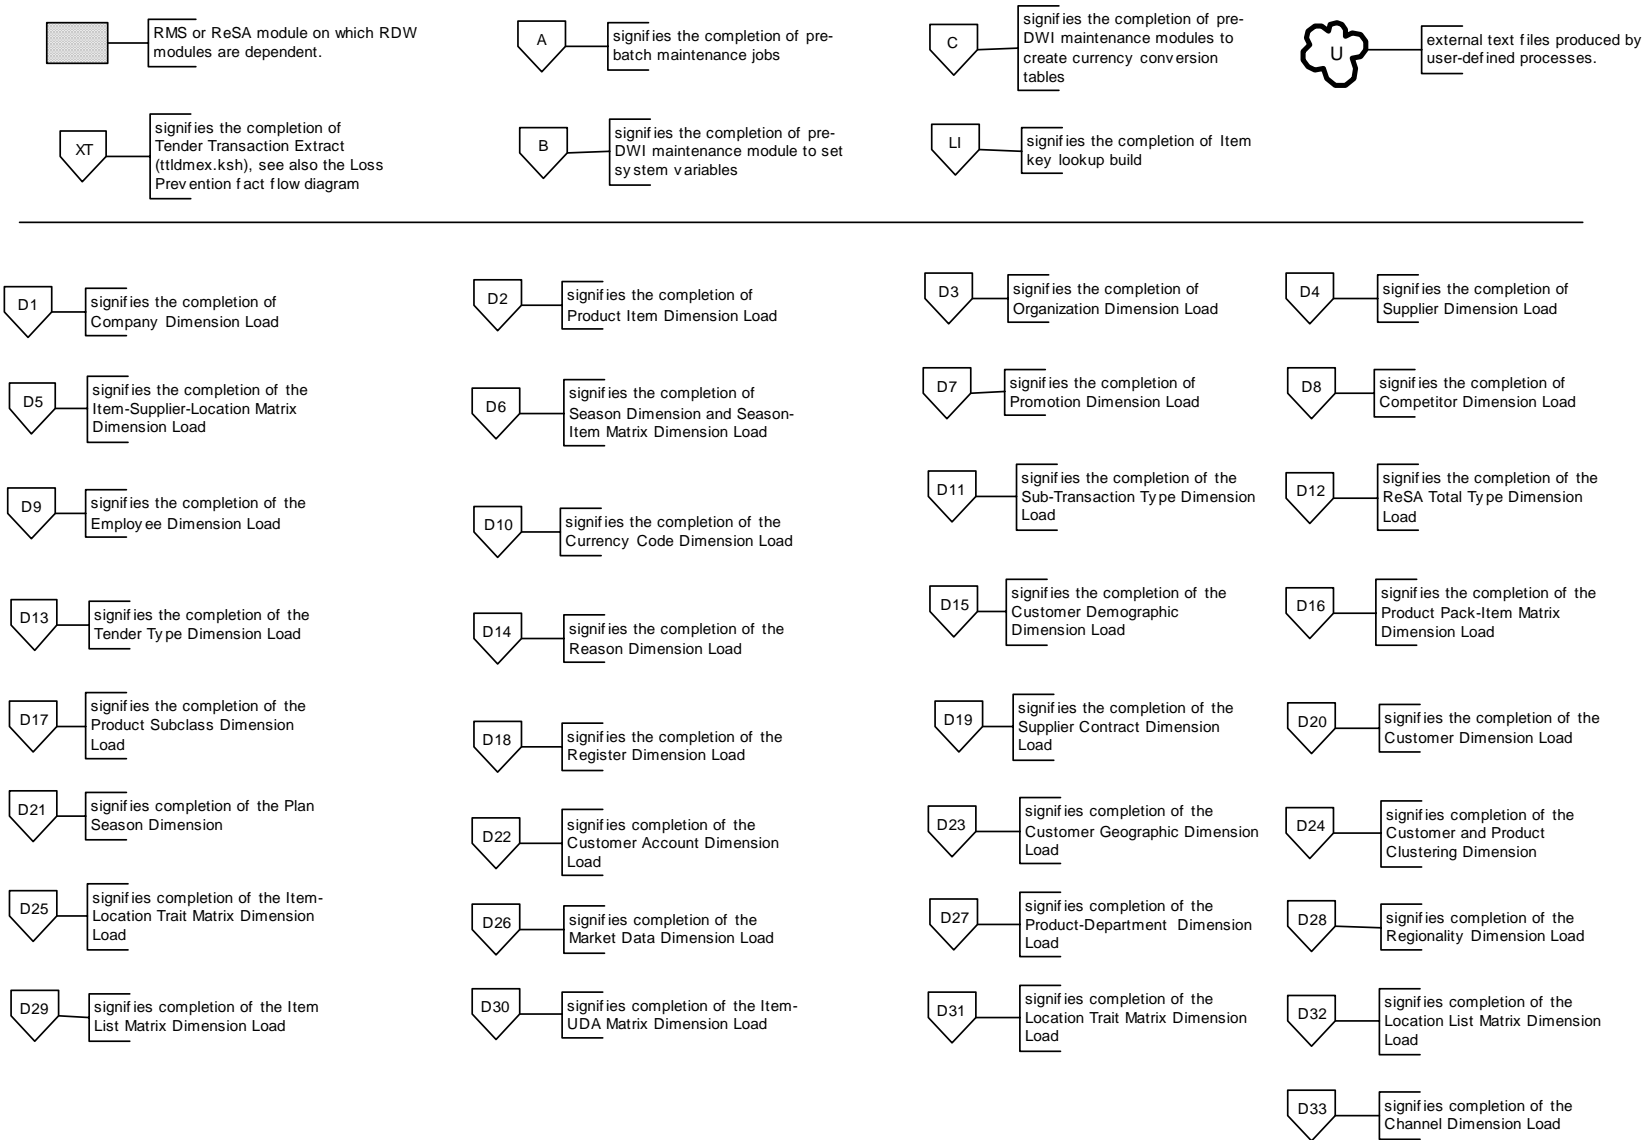 RMS or ReSA module on which RDW
modules are dependent.
A
signifies the completion of pre-
batch maintenance jobs
C
signifies the completion of pre-
DWI maintenance modules to
create currency conversion
tables
U
external text files produced by
user-defined processes.
XT
signifies the completion of
Tender Transaction Extract
(ttldmex.ksh), see also the Loss
Prevention fact flow diagram
B
signifies the completion of pre-
DWI maintenance module to set
system variables
LI
signifies the completion of Item
key lookup build
D1
signifies the completion of
Company Dimension Load
D2
signifies the completion of
Product Item Dimension Load
D3
signifies the completion of
Organization Dimension Load
D4
signifies the completion of
Supplier Dimension Load
D5
signifies the completion of the
Item-Supplier-Location Matrix
Dimension Load
D6
signifies the completion of
Season Dimension and Season-
Item Matrix Dimension Load
D7
signifies the completion of
Promotion Dimension Load
D8
signifies the completion of
Competitor Dimension Load
D9
signifies the completion of the
Employee Dimension Load
D10
signifies the completion of the
Currency Code Dimension Load
D11
signifies the completion of the
Sub-Transaction Type Dimension
Load
D12
signifies the completion of the
ReSA Total Type Dimension
Load
D13
signifies the completion of the
Tender Type Dimension Load
D14
signifies the completion of the
Reason Dimension Load
D15
signifies the completion of the
Customer Demographic
Dimension Load
D16
signifies the completion of the
Product Pack-Item Matrix
Dimension Load
D17
signifies the completion of the
Product Subclass Dimension
Load
D18
signifies the completion of the
Register Dimension Load
D19
signifies the completion of the
Supplier Contract Dimension
Load
D20
signifies the completion of the
Customer Dimension Load
D21
signifies completion of the Plan
Season Dimension
D22
signifies completion of the
Customer Account Dimension
Load
D23
signifies completion of the
Customer Geographic Dimension
Load
D24
signifies completion of the
Customer and Product
Clustering Dimension
D25
signifies completion of the Item-
Location Trait Matrix Dimension
Load
D26
signifies completion of the
Market Data Dimension Load
D27
signifies completion of the
Product-Department Dimension
Load
D28
signifies completion of the
Regionality Dimension Load
D29
signifies completion of the Item
List Matrix Dimension Load
D30
signifies completion of the Item-
UDA Matrix Dimension Load
D31
signifies completion of the
Location Trait Matrix Dimension
Load
D32
signifies completion of the
Location List Matrix Dimension
Load
D33
signifies completion of the
Channel Dimension Load